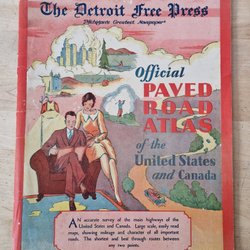 The Detroit Free Press
"Michigan's Greatest Newspaper"
Official
PAVED
ROAD
ATLAS
of the
United States
and Canada
AN accurate survey of the main highways of the
United States and Canada. Large scale, easily read
maps, showing mileage and character of all important
roads. The shortest and best through routes between
any two points.